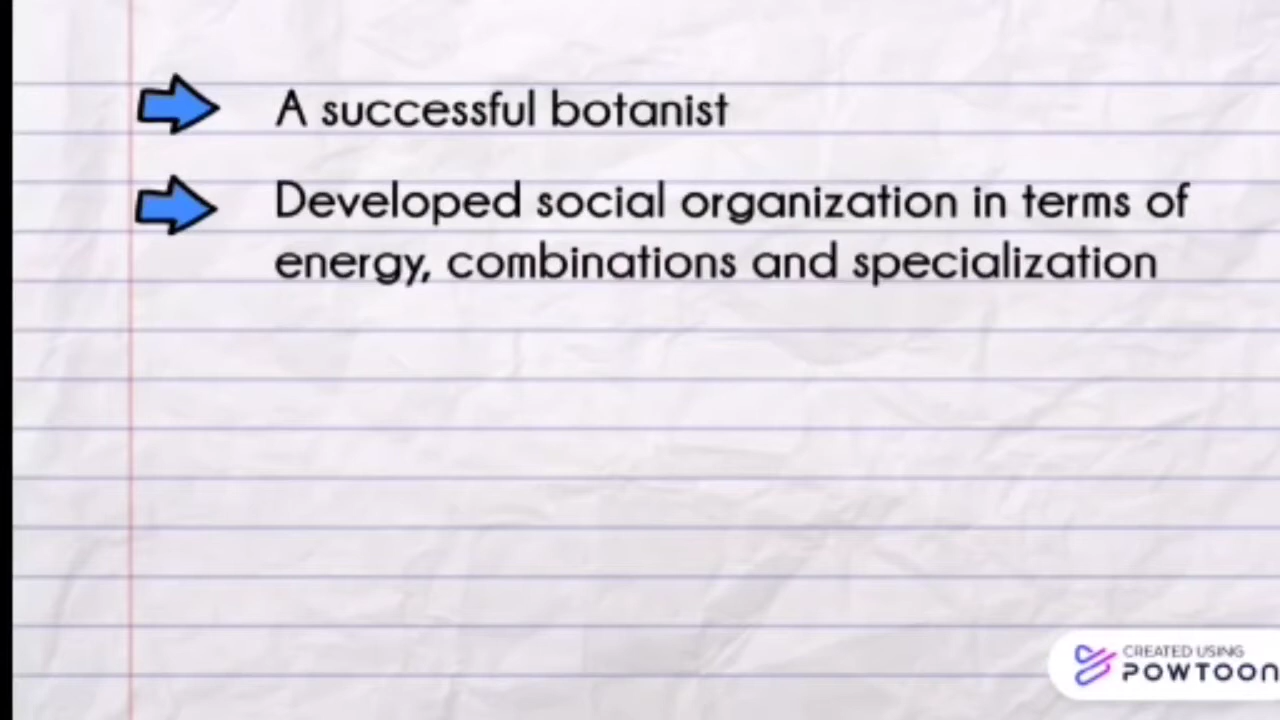 A successful botanist
Developed social organization in terms of
energy, combinations and specialization
CREATED USING
POWTOON